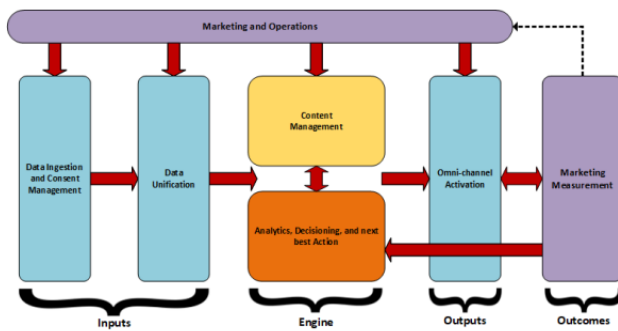 Marketing and Operations
Data Ingestion
and Consent
Management
Data
Unification
Content
Management
Analytics, Decisioning, and next
best Action
Omni-channel
Activation
Marketing
Measurement
Inputs
Engine
Outputs
Outcomes